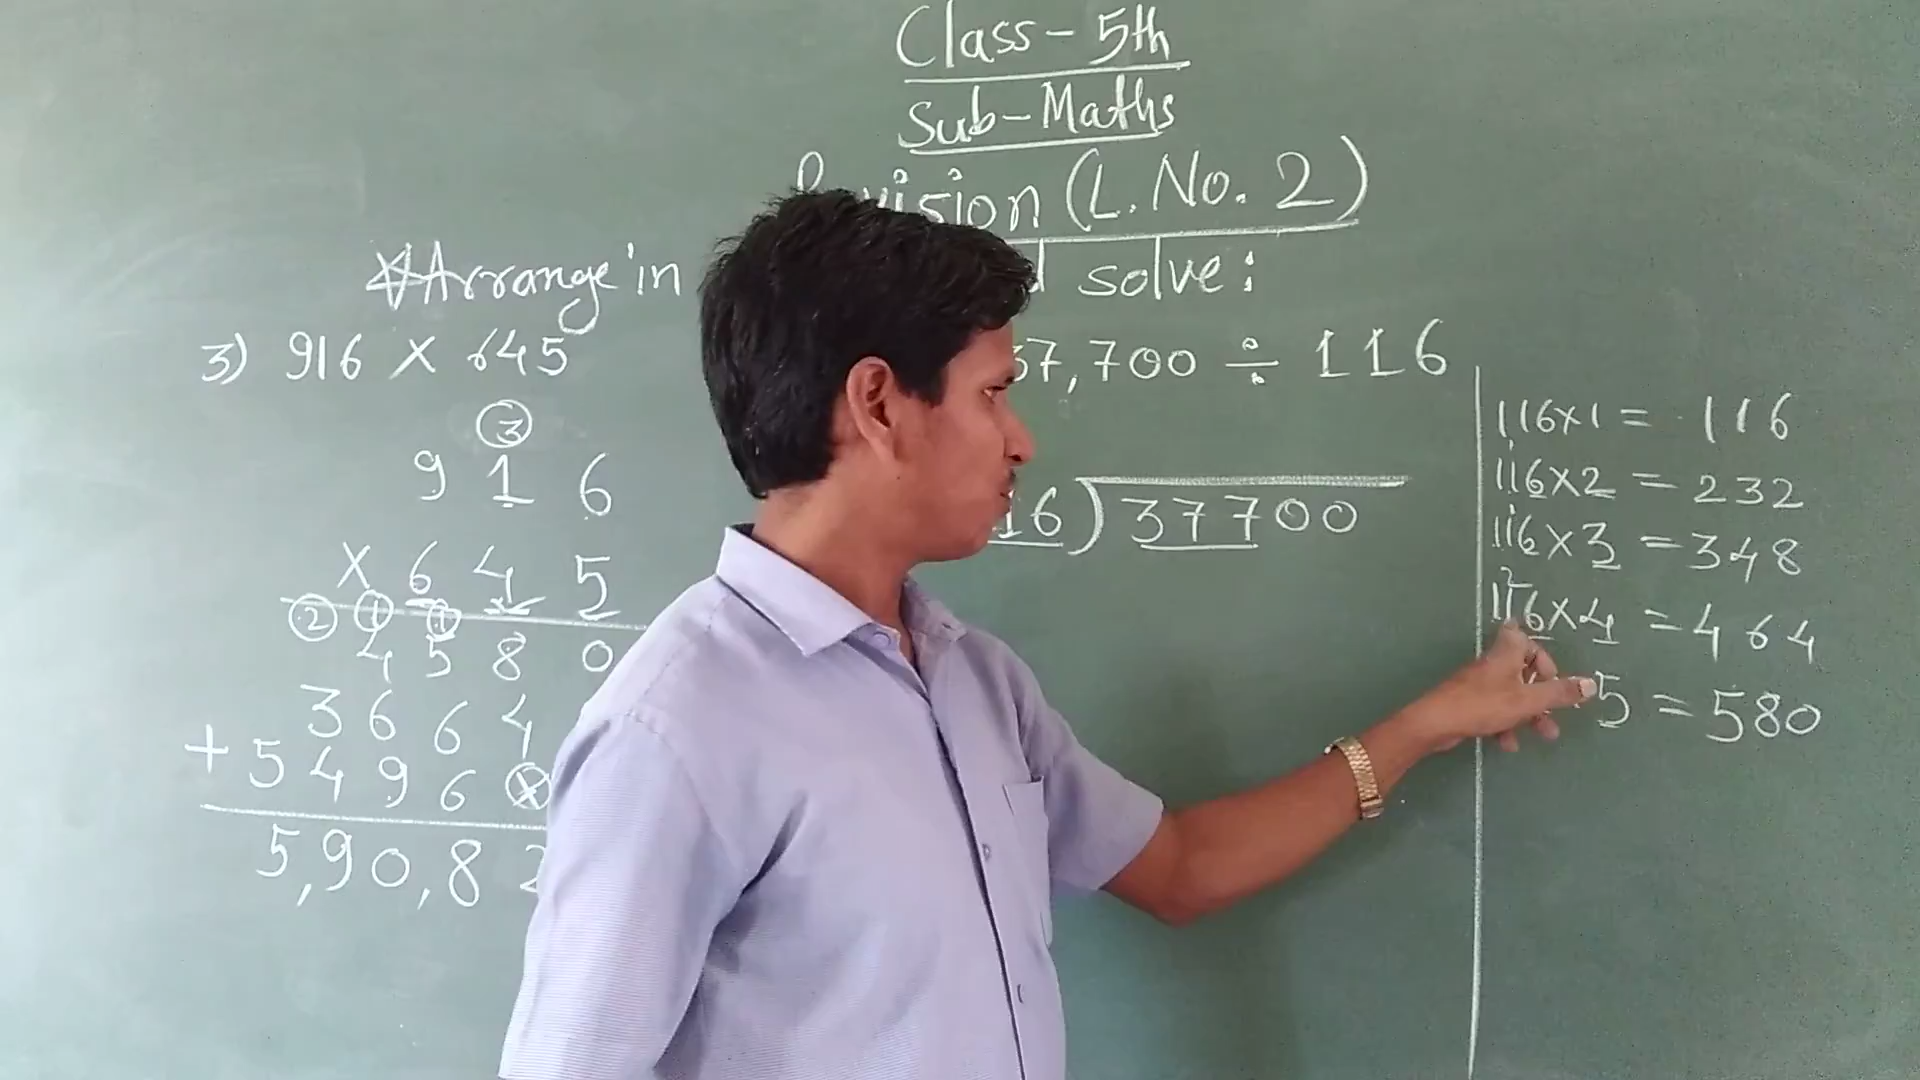 Class-5th
Sub-Maths
Revision (L.No. 2)
Arrange in solve:
3) 916 X 645
37,700 ÷ 116
3
9 1 6
X 6 4 5
2 1 1
4 5 8 0
3 6 6 4
+ 5 4 9 6 X
5,90,82
16) 37700
116x1 = 116
116x2 = 232
116x3 = 348
2
116x4 = 464
5 = 580